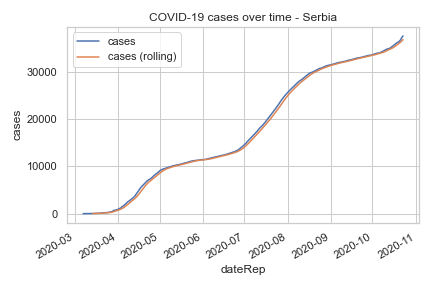 COVID-19 cases over time - Serbia
cases
cases (rolling)
30000
20000
10000
0
cases
2020-03
2020-04
2020-05
2020-06
2020-07
2020-08
2020-09
2020-10
2020-11
dateRep